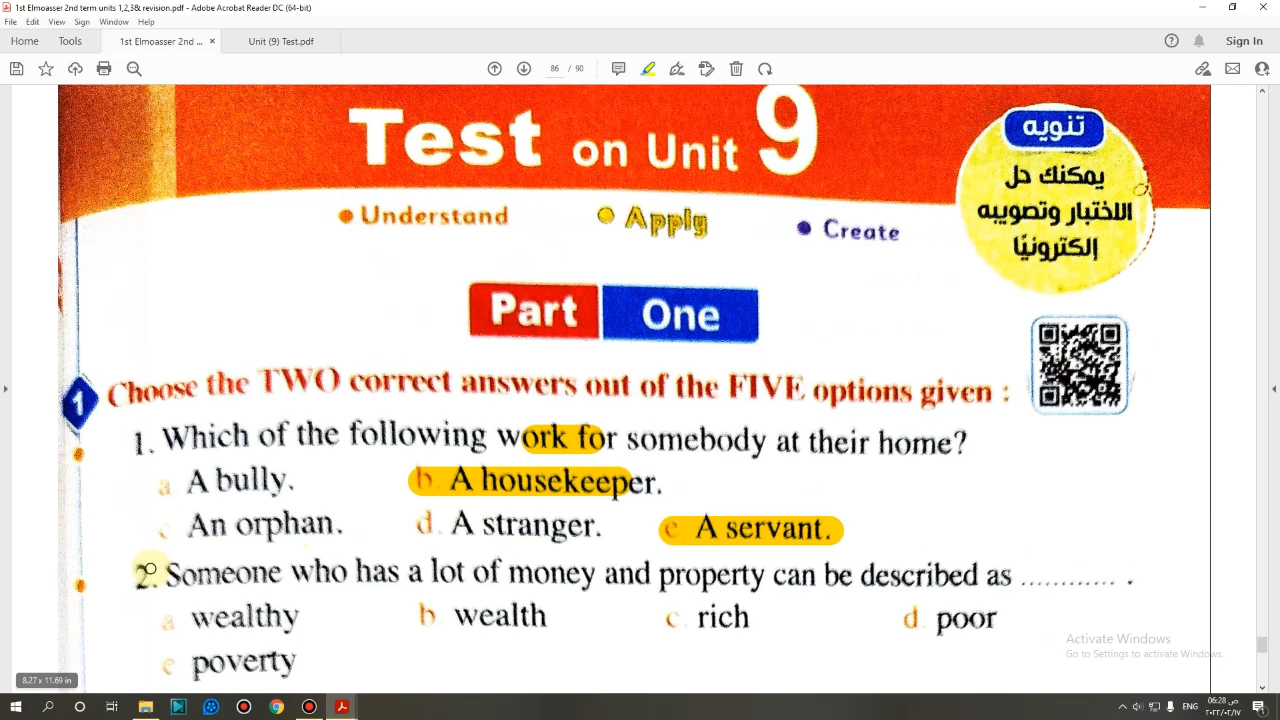 1st Elmoasser 2nd term units 1,2,3& revision.pdf - Adobe Acrobat Reader DC (64-bit)
File Edit View Sign Window Help
Home Tools 1st Elmoasser 2nd ... × Unit (9) Test.pdf Sign In
86 / 90
Test on Unit 9
تنويه
يمكنك حل
الاختبار وتصويبه
إلكترونيًا
Understand Apply Create
Part One
1 Choose the TWO correct answers out of the FIVE options given :
1. Which of the following work for somebody at their home?
a A bully. b. A housekeeper.
c An orphan. d. A stranger. e A servant.
2. Someone who has a lot of money and property can be described as ............ .
a wealthy b wealth c. rich d. poor
e poverty
Activate Windows
Go to Settings to activate Windows.
8.27 x 11.69 in
ENG 06:28 ص
٢٠٢٢/٠٢/١٧